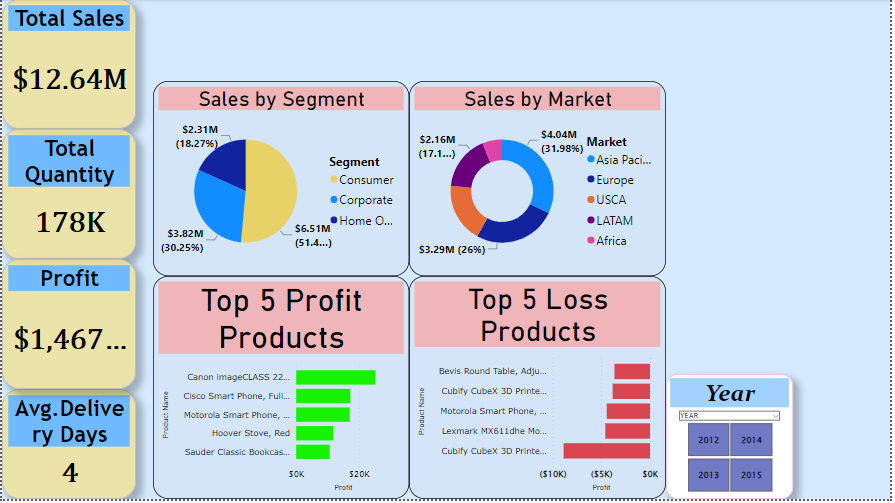 Total Sales
$12.64M
Total
Quantity
178K
Profit
$1,467...
Avg.Delive
ry Days
4
Sales by Segment
$2.31M
(18.27%)
$3.82M
(30.25%)
$6.51M
(51.4...)
Segment
Consumer
Corporate
Home O...
Sales by Market
$2.16M
(17.1...)
$4.04M
(31.98%)
$3.29M (26%)
Market
Asia Paci...
Europe
USCA
LATAM
Africa
Top 5 Profit
Products
Product Name
Canon imageCLASS 22...
Cisco Smart Phone, Full...
Motorola Smart Phone, ...
Hoover Stove, Red
Sauder Classic Bookcas...
$0K $20K
Profit
Top 5 Loss
Products
Product Name
Bevis Round Table, Adju...
Cubify CubeX 3D Printe...
Motorola Smart Phone, ...
Lexmark MX611dhe Mo...
Cubify CubeX 3D Printe...
($10K) ($5K) $0K
Profit
Year
YEAR
2012 2014
2013 2015